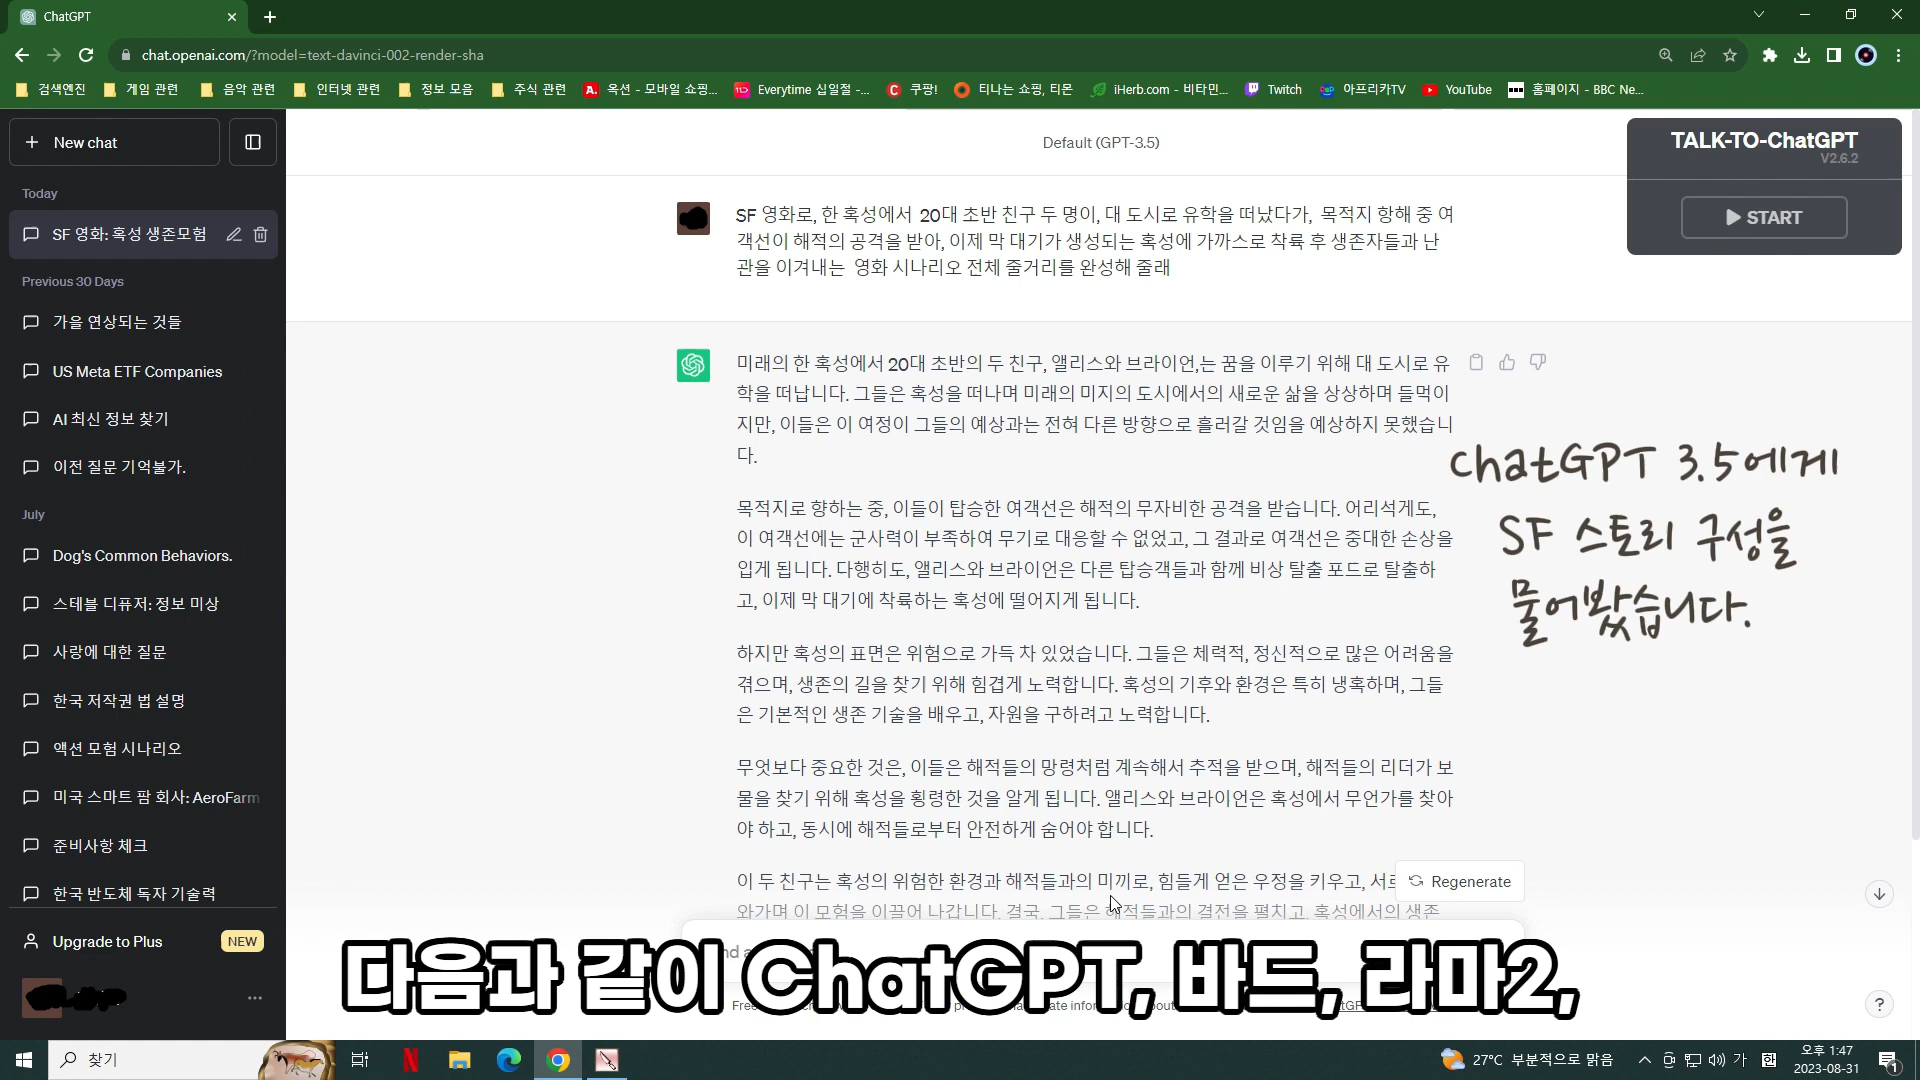 ChatGPT
chat.openai.com/?model=text-davinci-002-render-sha
검색엔진 게임 관련 음악 관련 인터넷 관련 정보 모음 주식 관련 옥션 - 모바일 쇼핑... Everytime 십일절 -... 쿠팡! 티나는 쇼핑, 티몬 iHerb.com - 비타민... Twitch 아프리카TV YouTube 홈페이지 - BBC Ne...
New chat
Today
SF 영화: 혹성 생존모험
Previous 30 Days
가을 연상되는 것들
US Meta ETF Companies
AI 최신 정보 찾기
이전 질문 기억불가.
July
Dog's Common Behaviors.
스테블 디퓨저: 정보 미상
사랑에 대한 질문
한국 저작권 법 설명
액션 모험 시나리오
미국 스마트 팜 회사: AeroFarm
준비사항 체크
한국 반도체 독자 기술력
Upgrade to Plus NEW
Default (GPT-3.5)
TALK-TO-ChatGPT
V2.6.2
START
SF 영화로, 한 혹성에서 20대 초반 친구 두 명이, 대 도시로 유학을 떠났다가, 목적지 항해 중 여
객선이 해적의 공격을 받아, 이제 막 대기가 생성되는 혹성에 가까스로 착륙 후 생존자들과 난
관을 이겨내는 영화 시나리오 전체 줄거리를 완성해 줄래
미래의 한 혹성에서 20대 초반의 두 친구, 앨리스와 브라이언,는 꿈을 이루기 위해 대 도시로 유
학을 떠납니다. 그들은 혹성을 떠나며 미래의 미지의 도시에서의 새로운 삶을 상상하며 들먹이
지만, 이들은 이 여정이 그들의 예상과는 전혀 다른 방향으로 흘러갈 것임을 예상하지 못했습니
다.
목적지로 향하는 중, 이들이 탑승한 여객선은 해적의 무자비한 공격을 받습니다. 어리석게도,
이 여객선에는 군사력이 부족하여 무기로 대응할 수 없었고, 그 결과로 여객선은 중대한 손상을
입게 됩니다. 다행히도, 앨리스와 브라이언은 다른 탑승객들과 함께 비상 탈출 포드로 탈출하
고, 이제 막 대기에 착륙하는 혹성에 떨어지게 됩니다.
하지만 혹성의 표면은 위험으로 가득 차 있었습니다. 그들은 체력적, 정신적으로 많은 어려움을
겪으며, 생존의 길을 찾기 위해 힘겹게 노력합니다. 혹성의 기후와 환경은 특히 냉혹하며, 그들
은 기본적인 생존 기술을 배우고, 자원을 구하려고 노력합니다.
무엇보다 중요한 것은, 이들은 해적들의 망령처럼 계속해서 추적을 받으며, 해적들의 리더가 보
물을 찾기 위해 혹성을 횡령한 것을 알게 됩니다. 앨리스와 브라이언은 혹성에서 무언가를 찾아
야 하고, 동시에 해적들로부터 안전하게 숨어야 합니다.
이 두 친구는 혹성의 위험한 환경과 해적들과의 미끼로, 힘들게 얻은 우정을 키우고, 서로
와가며 이 모험을 이끌어 나갑니다. 결국, 그들은 해적들과의 결전을 펼치고, 혹성에서의 생존
Regenerate
chatGPT 3.5에게
SF 스토리 구성을
물어봤습니다.
다음과 같이 ChatGPT, 바드, 라마2,
?
찾기
27°C 부분적으로 맑음
가
오후 1:47
2023-08-31
1